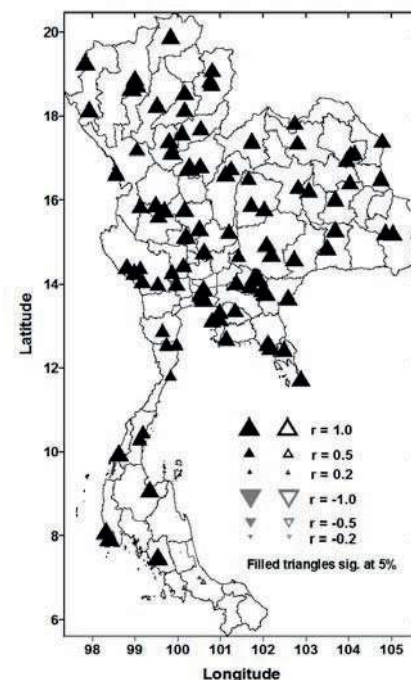 20
18
16
14
12
10
8
6
Latitude
r = 1.0
r = 0.5
r = 0.2
r = -1.0
r = -0.5
r = -0.2
Filled triangles sig. at 5%
98 99 100 101 102 103 104 105
Longitude